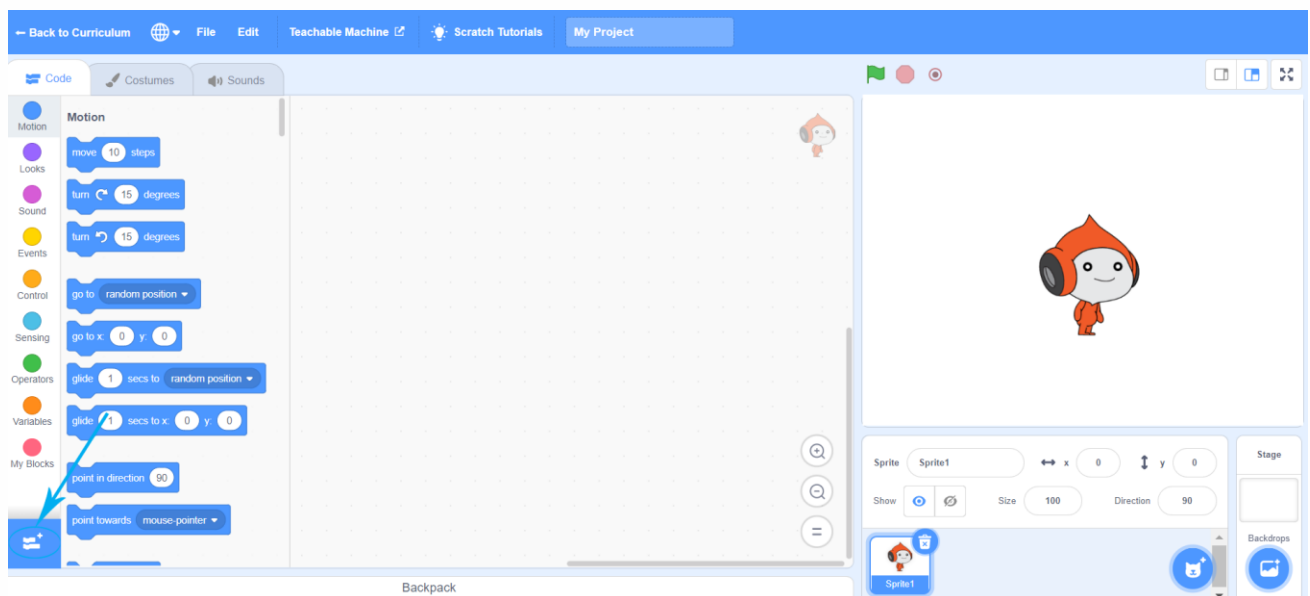 ← Back to Curriculum File Edit Teachable Machine Scratch Tutorials My Project
Code Costumes Sounds
Motion
Looks
Sound
Events
Control
Sensing
Operators
Variables
My Blocks
Motion
move 10 steps
turn 15 degrees
turn 15 degrees
go to random position
go to x: 0 y: 0
glide 1 secs to random position
glide 1 secs to x: 0 y: 0
point in direction 90
point towards mouse-pointer
Backpack
Sprite Sprite1 x 0 y 0
Show Size 100 Direction 90
Sprite1
Stage
Backdrops